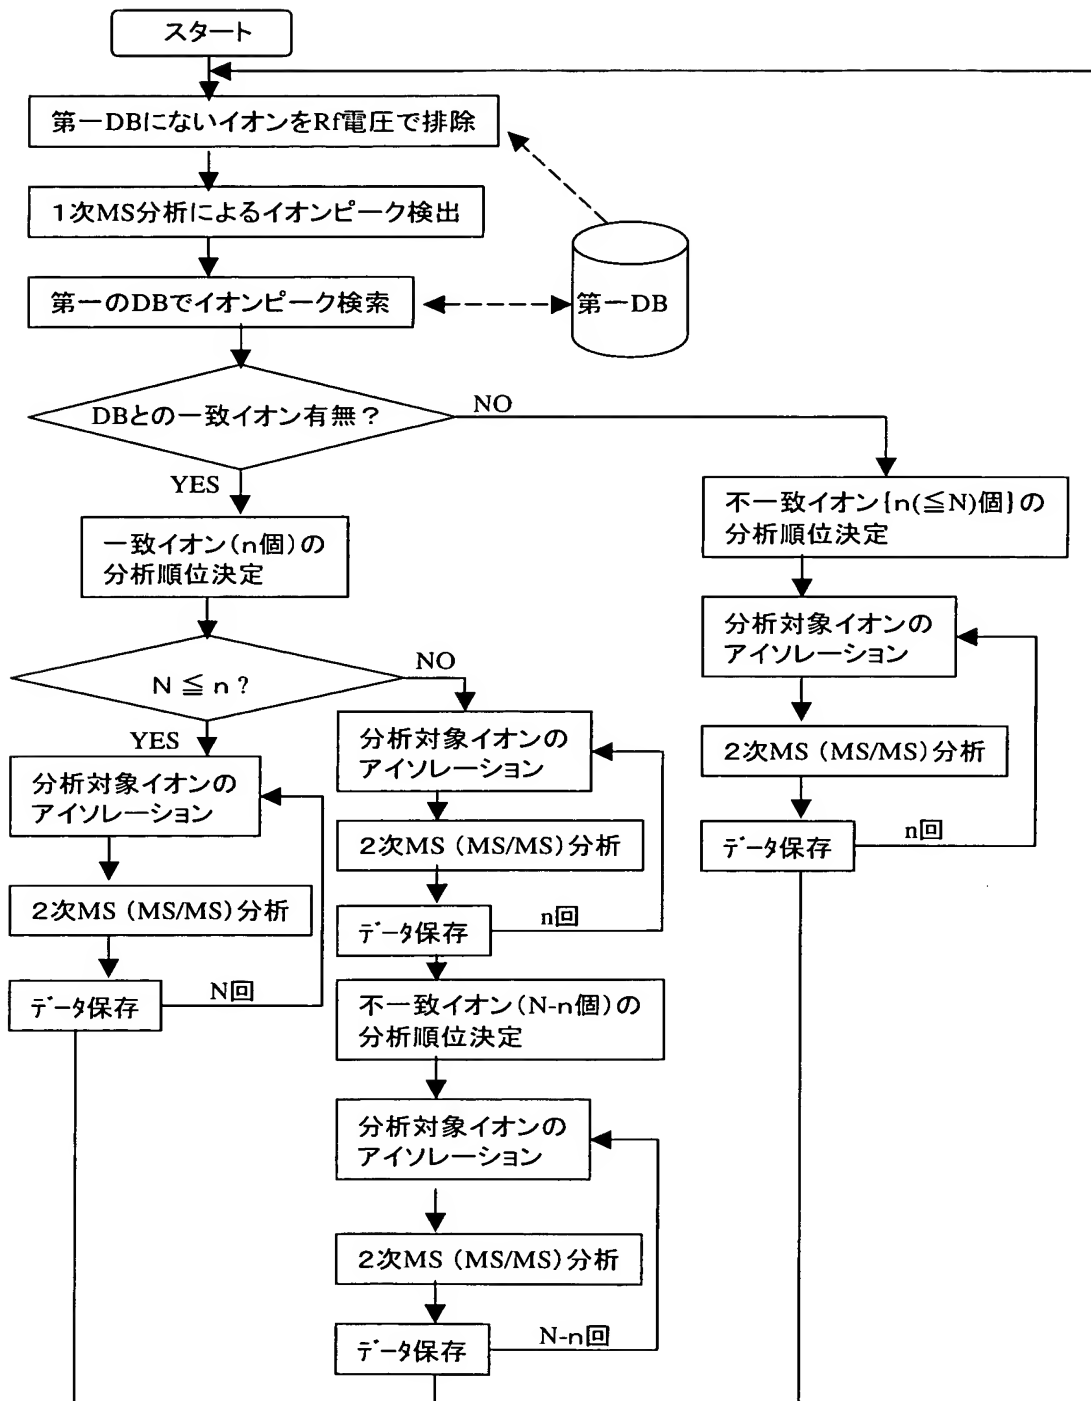 スタート
第一DBにないイオンをRf電圧で排除
1次MS分析によるイオンピーク検出
第一のDBでイオンピーク検索
第一DB
DBとの一致イオン有無？
NO
YES
一致イオン(n個)の
分析順位決定
N ≦ n ?
NO
YES
分析対象イオンの
アイソレーション
2次MS (MS/MS)分析
データ保存
N回
分析対象イオンの
アイソレーション
2次MS (MS/MS)分析
データ保存
n回
不一致イオン(N-n個)の
分析順位決定
分析対象イオンの
アイソレーション
2次MS (MS/MS)分析
データ保存
N-n回
不一致イオン{n(≦N)個}の
分析順位決定
分析対象イオンの
アイソレーション
2次MS (MS/MS)分析
データ保存
n回